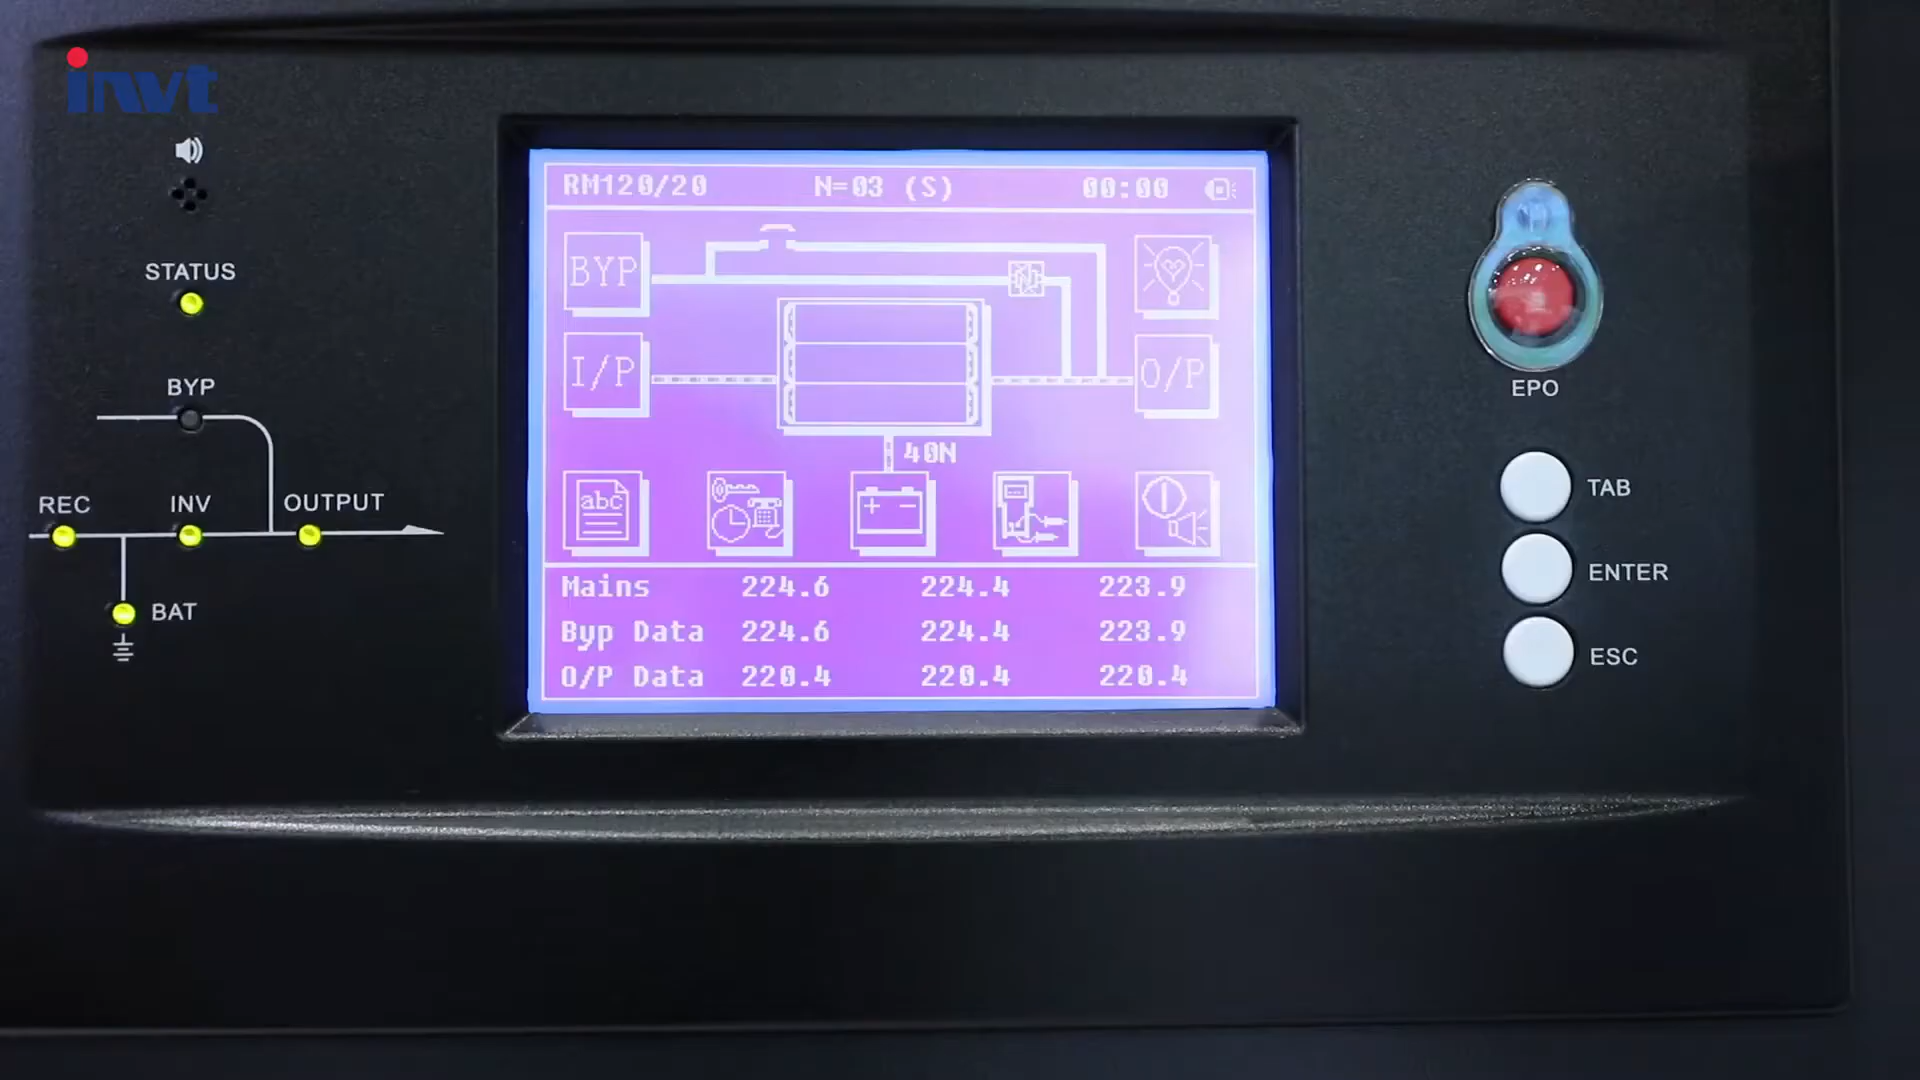 invt
STATUS
BYP
REC
INV
OUTPUT
BAT
RM120/20 N=03 (S) 00:00
BYP
I/P
O/P
40N
abc
Mains 224.6 224.4 223.9
Byp Data 224.6 224.4 223.9
O/P Data 220.4 220.4 220.4
EPO
TAB
ENTER
ESC